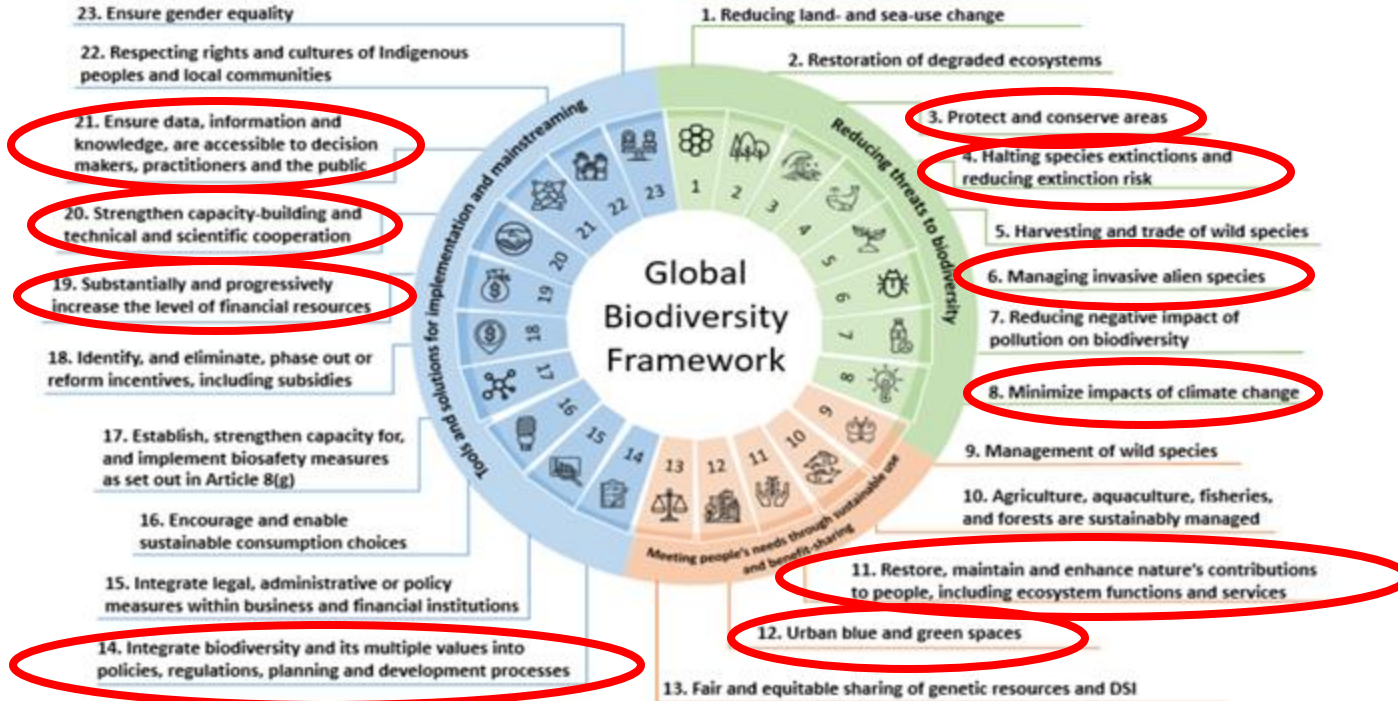 23. Ensure gender equality
22. Respecting rights and cultures of Indigenous
peoples and local communities
21. Ensure data, information and
knowledge, are accessible to decision
makers, practitioners and the public
20. Strengthen capacity-building and
technical and scientific cooperation
19. Substantially and progressively
increase the level of financial resources
18. Identify, and eliminate, phase out or
reform incentives, including subsidies
17. Establish, strengthen capacity for,
and implement biosafety measures
as set out in Article 8(g)
16. Encourage and enable
sustainable consumption choices
15. Integrate legal, administrative or policy
measures within business and financial institutions
14. Integrate biodiversity and its multiple values into
policies, regulations, planning and development processes
Tools and solutions for implementation and mainstreaming
Reducing threats to biodiversity
Meeting people's needs through sustainable use
and benefit-sharing
1
2
3
4
5
6
7
8
9
10
11
12
13
14
15
16
17
18
19
20
21
22
23
Global
Biodiversity
Framework
1. Reducing land- and sea-use change
2. Restoration of degraded ecosystems
3. Protect and conserve areas
4. Halting species extinctions and
reducing extinction risk
5. Harvesting and trade of wild species
6. Managing invasive alien species
7. Reducing negative impact of
pollution on biodiversity
8. Minimize impacts of climate change
9. Management of wild species
10. Agriculture, aquaculture, fisheries,
and forests are sustainably managed
11. Restore, maintain and enhance nature's contributions
to people, including ecosystem functions and services
12. Urban blue and green spaces
13. Fair and equitable sharing of genetic resources and DSI